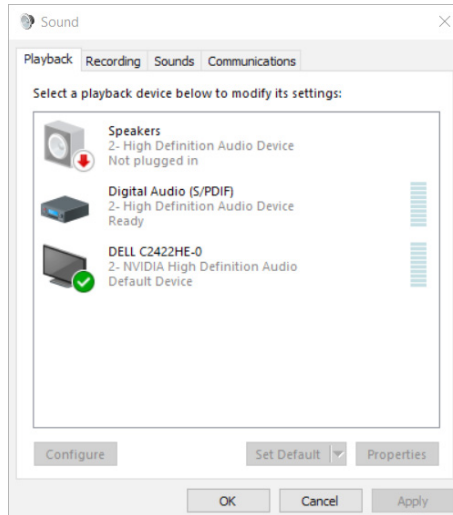 Sound
Playback Recording Sounds Communications
Select a playback device below to modify its settings:
Speakers
2- High Definition Audio Device
Not plugged in
Digital Audio (S/PDIF)
2- High Definition Audio Device
Ready
DELL C2422HE-0
2- NVIDIA High Definition Audio
Default Device
Configure Set Default Properties
OK Cancel Apply